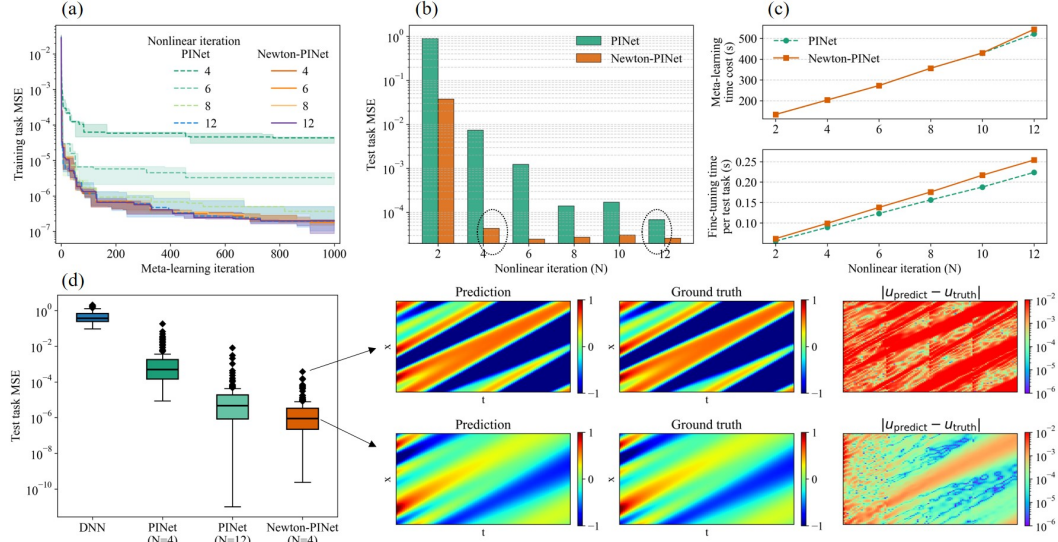 (a)
10⁻²
10⁻³
10⁻⁴
10⁻⁵
10⁻⁶
10⁻⁷
Training task MSE
Nonlinear iteration
PINet Newton-PINet
4 4
6 6
8 8
12 12
0 200 400 600 800 1000
Meta-learning iteration
(b)
10⁰
10⁻¹
10⁻²
10⁻³
10⁻⁴
Test task MSE
PINet
Newton-PINet
2 4 6 8 10 12
Nonlinear iteration (N)
(c)
Meta-learning
time cost (s)
500
400
300
200
PINet
Newton-PINet
2 4 6 8 10 12
Fine-tuning time
per test task (s)
0.25
0.20
0.15
0.10
2 4 6 8 10 12
Nonlinear iteration (N)
(d)
10⁰
10⁻²
10⁻⁴
10⁻⁶
10⁻⁸
10⁻¹⁰
Test task MSE
DNN PINet PINet Newton-PINet
(N=4) (N=12) (N=4)
Prediction Ground truth |u_predict − u_truth|
x x
t t
1 1 10⁻²
10⁻³
0 0 10⁻⁴
10⁻⁵
−1 −1 10⁻⁶
Prediction Ground truth |u_predict − u_truth|
x x
t t
1 1 10⁻²
10⁻³
0 0 10⁻⁴
10⁻⁵
−1 −1 10⁻⁶